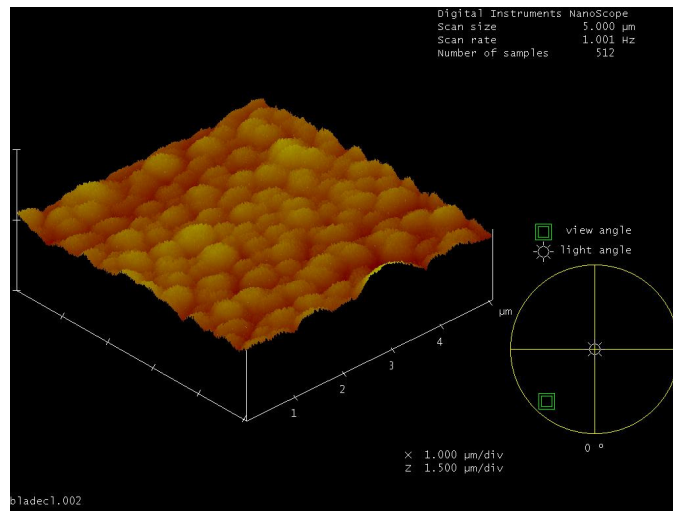 Digital Instruments NanoScope
Scan size 5.000 µm
Scan rate 1.001 Hz
Number of samples 512
view angle
light angle
µm
4
3
2
1
0 º
X 1.000 µm/div
Z 1.500 µm/div
bladecl.002